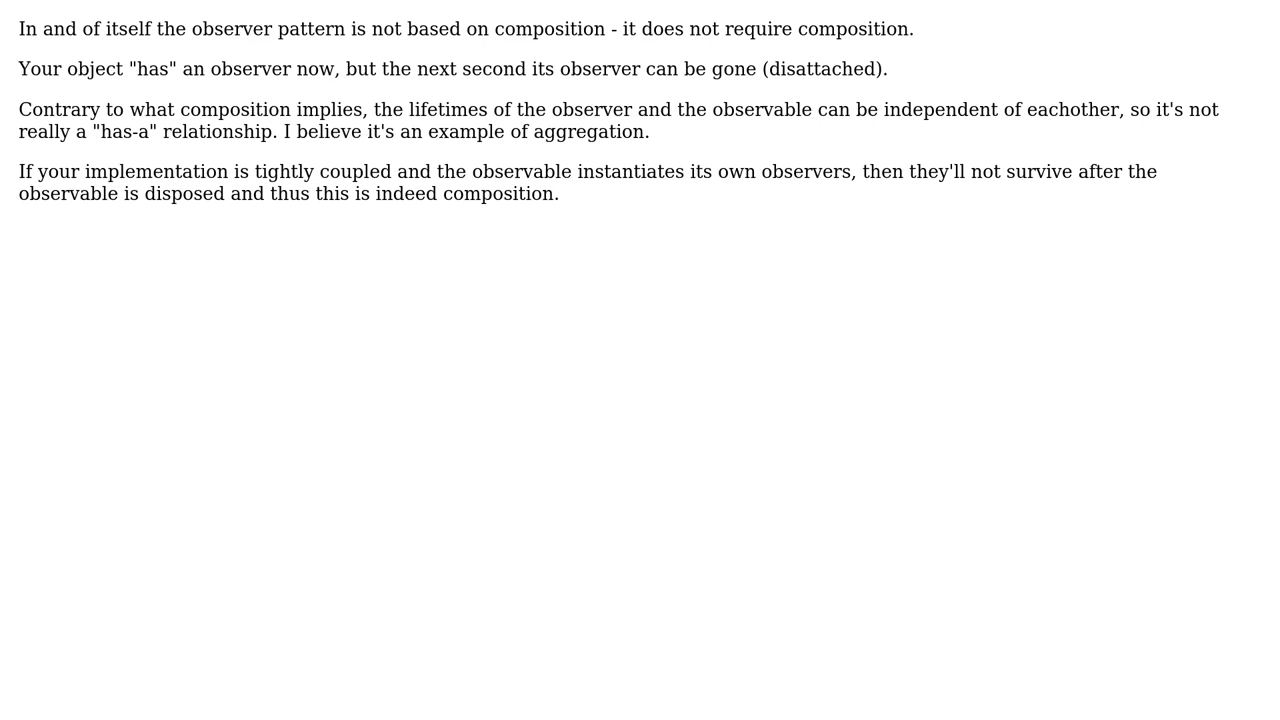 In and of itself the observer pattern is not based on composition - it does not require composition.
Your object "has" an observer now, but the next second its observer can be gone (disattached).
Contrary to what composition implies, the lifetimes of the observer and the observable can be independent of eachother, so it's not
really a "has-a" relationship. I believe it's an example of aggregation.
If your implementation is tightly coupled and the observable instantiates its own observers, then they'll not survive after the
observable is disposed and thus this is indeed composition.